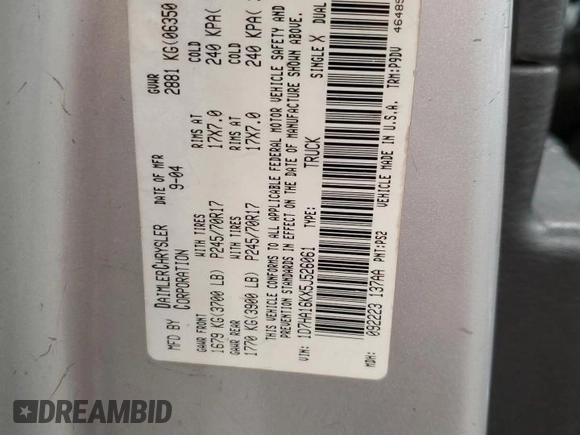 MFD BY DAIMLERCHRYSLER CORPORATION
DATE OF MFR 9-04
GVWR 2881 KG(06350
GAWR FRONT WITH TIRES RIMS AT COLD
1679 KG(3700 LB) P245/70R17 17X7.0 240 KPA(
GAWR REAR WITH TIRES RIMS AT COLD
1770 KG(3900 LB) P245/70R17 17X7.0 240 KPA(
THIS VEHICLE CONFORMS TO ALL APPLICABLE FEDERAL MOTOR VEHICLE SAFETY AND
PREVENTION STANDARDS IN EFFECT ON THE DATE OF MANUFACTURE SHOWN ABOVE.
VIN: 1D7HA16KX5J526061 TYPE: TRUCK SINGLE X DUAL
MDH: 092223 137AA PNT:PS2 VEHICLE MADE IN U.S.A. TRM:P9DV
DREAMBID